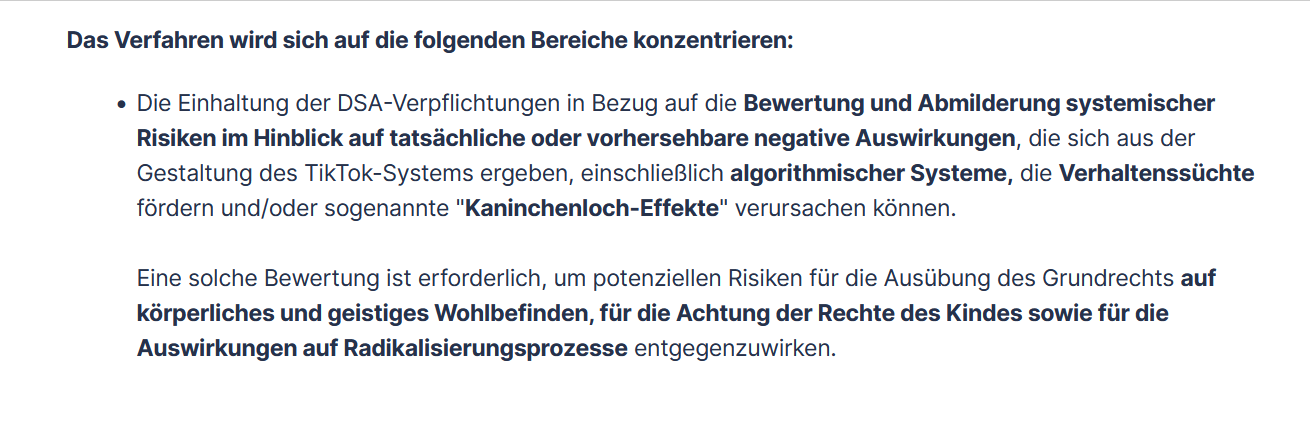 Das Verfahren wird sich auf die folgenden Bereiche konzentrieren:
• Die Einhaltung der DSA-Verpflichtungen in Bezug auf die Bewertung und Abmilderung systemischer
Risiken im Hinblick auf tatsächliche oder vorhersehbare negative Auswirkungen, die sich aus der
Gestaltung des TikTok-Systems ergeben, einschließlich algorithmischer Systeme, die Verhaltenssüchte
fördern und/oder sogenannte "Kaninchenloch-Effekte" verursachen können.
Eine solche Bewertung ist erforderlich, um potenziellen Risiken für die Ausübung des Grundrechts auf
körperliches und geistiges Wohlbefinden, für die Achtung der Rechte des Kindes sowie für die
Auswirkungen auf Radikalisierungsprozesse entgegenzuwirken.